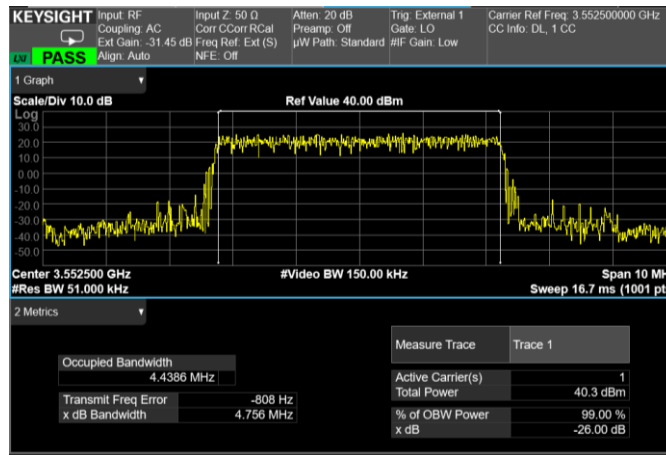 KEYSIGHT Input: RF Input Z: 50 Ω Atten: 20 dB Trig: External 1 Carrier Ref Freq: 3.552500000 GHz
Coupling: AC Corr CCorr RCal Preamp: Off Gate: LO CC Info: DL, 1 CC
Ext Gain: -31.45 dB Freq Ref: Ext (S) µW Path: Standard #IF Gain: Low
LXI PASS Align: Auto NFE: Off
1 Graph
Scale/Div 10.0 dB Ref Value 40.00 dBm
Log
30.0
20.0
10.0
0.00
-10.0
-20.0
-30.0
-40.0
-50.0
Center 3.552500 GHz #Video BW 150.00 kHz Span 10 MH
#Res BW 51.000 kHz Sweep 16.7 ms (1001 pt
2 Metrics
Measure Trace Trace 1
Occupied Bandwidth
4.4386 MHz
Active Carrier(s) 1
Total Power 40.3 dBm
Transmit Freq Error -808 Hz
x dB Bandwidth 4.756 MHz
% of OBW Power 99.00 %
x dB -26.00 dB